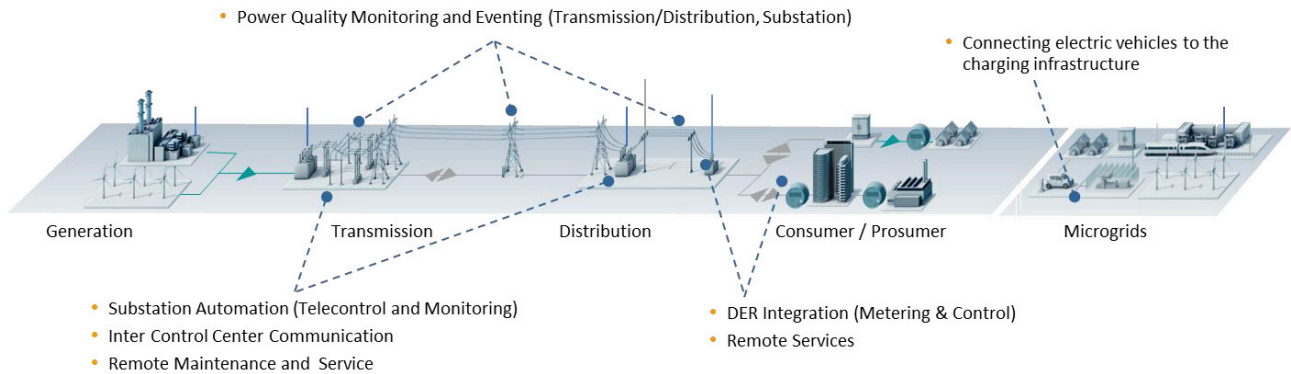 Power Quality Monitoring and Eventing (Transmission/Distribution, Substation)
Connecting electric vehicles to the
charging infrastructure
Generation
Transmission
Distribution
Consumer / Prosumer
Microgrids
Substation Automation (Telecontrol and Monitoring)
Inter Control Center Communication
Remote Maintenance and Service
DER Integration (Metering & Control)
Remote Services